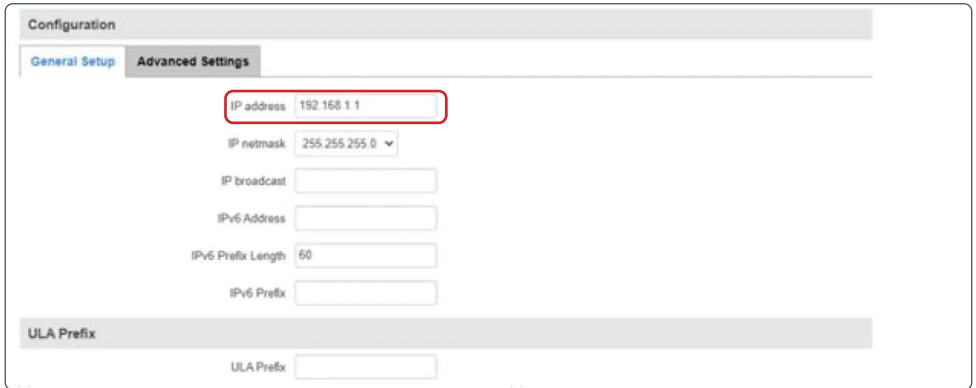 Configuration
General Setup Advanced Settings
IP address 192.168.1.1
IP netmask 255.255.255.0
IP broadcast
IPv6 Address
IPv6 Prefix Length 60
IPv6 Prefix
ULA Prefix
ULA Prefix